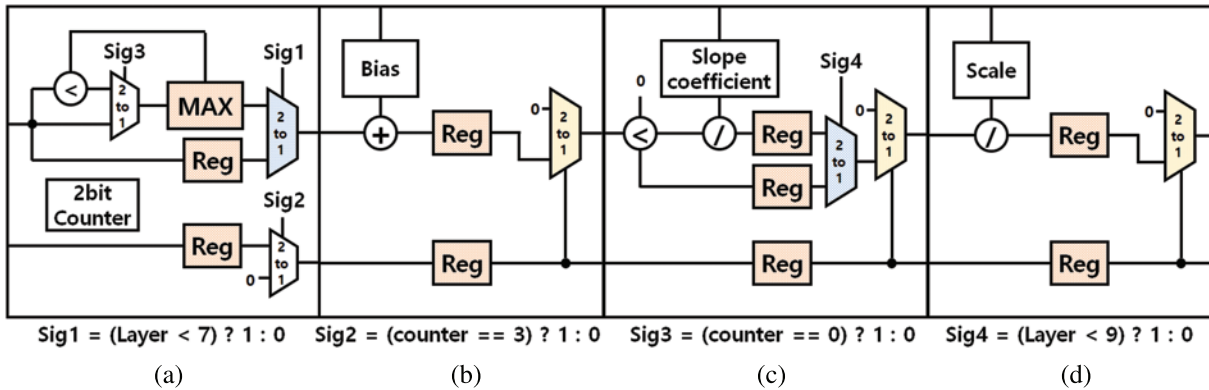 Sig3
Sig1
<
2 to 1
MAX
2 to 1
Reg
2bit
Counter
Sig2
Reg
2 to 1
0
Bias
+
Reg
0
2 to 1
Reg
0
<
Slope
coefficient
/
Reg
Reg
Sig4
2 to 1
0
2 to 1
Reg
Scale
/
Reg
0
2 to 1
Reg
Sig1 = (Layer < 7) ? 1 : 0
Sig2 = (counter == 3) ? 1 : 0
Sig3 = (counter == 0) ? 1 : 0
Sig4 = (Layer < 9) ? 1 : 0
(a)
(b)
(c)
(d)